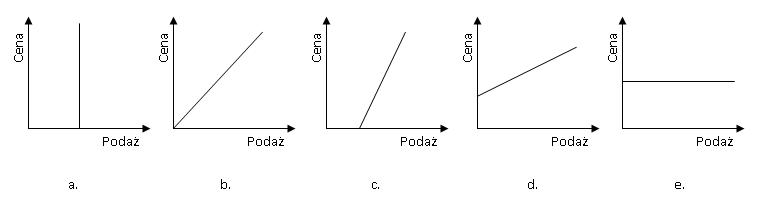 Cena
Podaż
a.
Cena
Podaż
b.
Cena
Podaż
c.
Cena
Podaż
d.
Cena
Podaż
e.